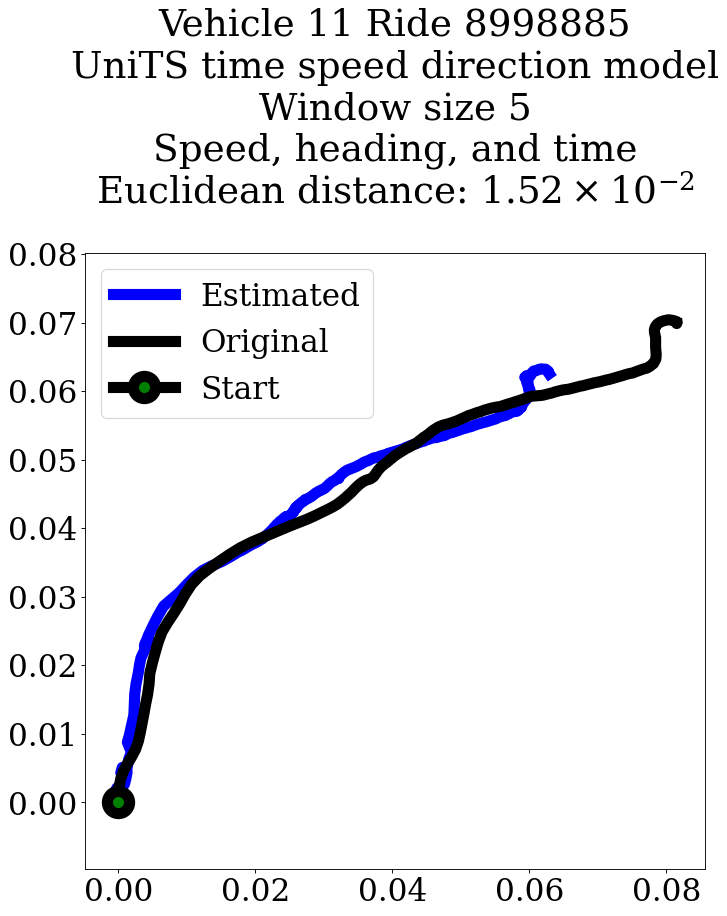 Vehicle 11 Ride 8998885
UniTS time speed direction model
Window size 5
Speed, heading, and time
Euclidean distance: 1.52 × 10⁻²
0.08
Estimated
0.07
Original
Start
0.06
0.05
0.04
0.03
0.02
0.01
0.00
0.00 0.02 0.04 0.06 0.08